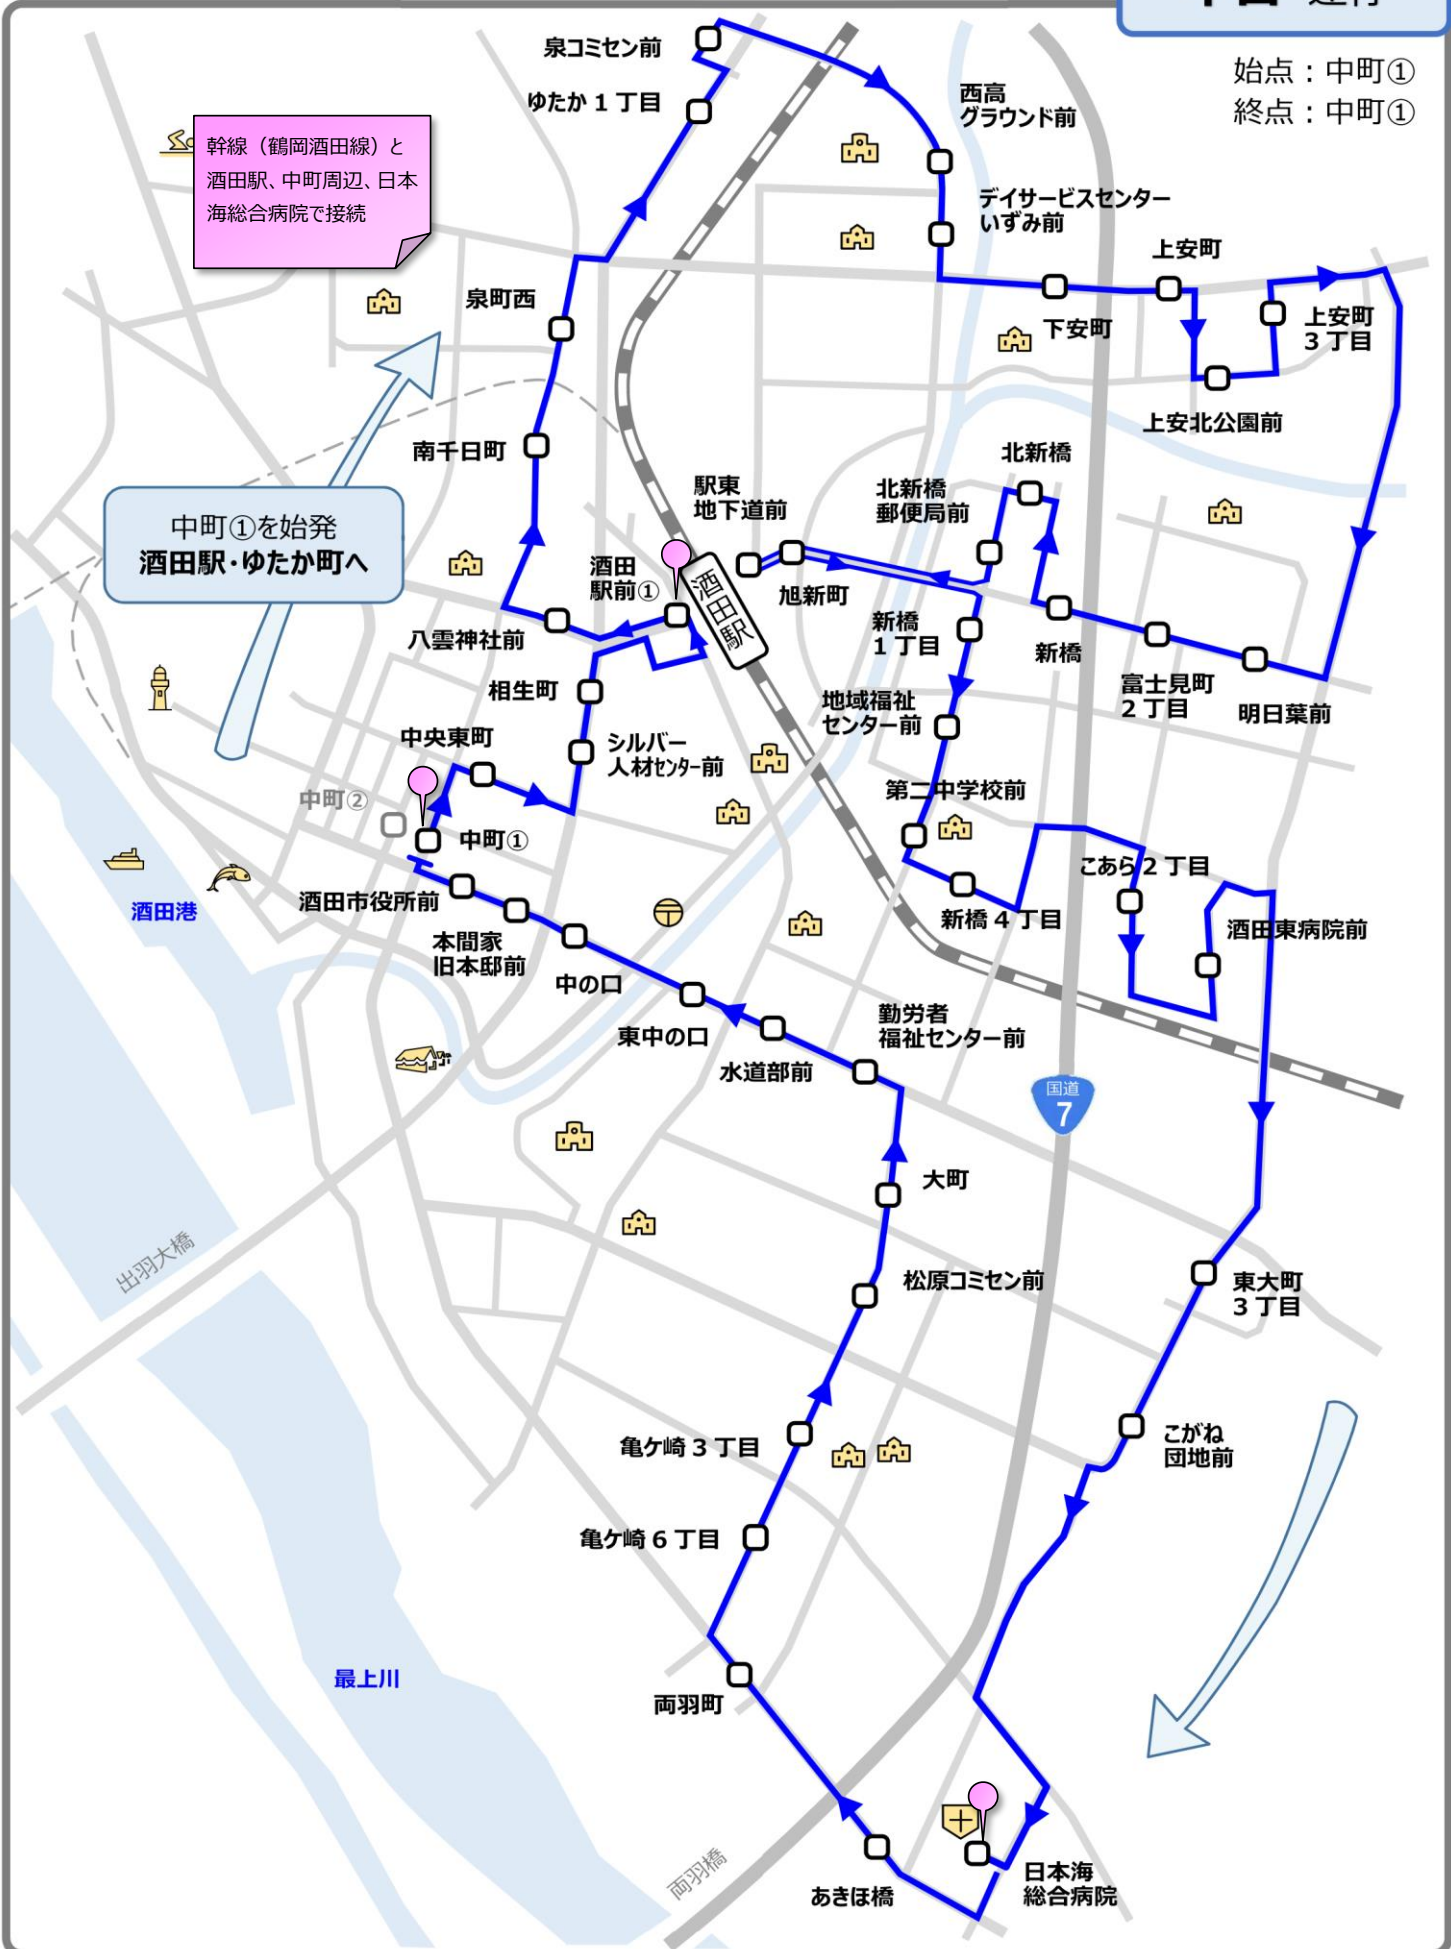 始点：中町①
終点：中町①
泉コミセン前
ゆたか１丁目
西高
グラウンド前
幹線（鶴岡酒田線）と
酒田駅、中町周辺、日本
海総合病院で接続
デイサービスセンター
いずみ前
上安町
泉町西
下安町
上安町
３丁目
上安北公園前
南千日町
北新橋
駅東
地下道前
北新橋
郵便局前
中町①を始発
酒田駅・ゆたか町へ
酒田
駅前①
酒田駅
旭新町
新橋
１丁目
八雲神社前
新橋
富士見町
２丁目
明日葉前
相生町
地域福祉
センター前
中央東町
シルバー
人材センター前
中町②
中町①
第二中学校前
こあら２丁目
酒田港
酒田市役所前
新橋４丁目
酒田東病院前
本間家
旧本邸前
中の口
東中の口
勤労者
福祉センター前
水道部前
国道
7
大町
出羽大橋
松原コミセン前
東大町
３丁目
亀ケ崎３丁目
こがね
団地前
亀ケ崎６丁目
最上川
両羽町
両羽橋
あきほ橋
日本海
総合病院